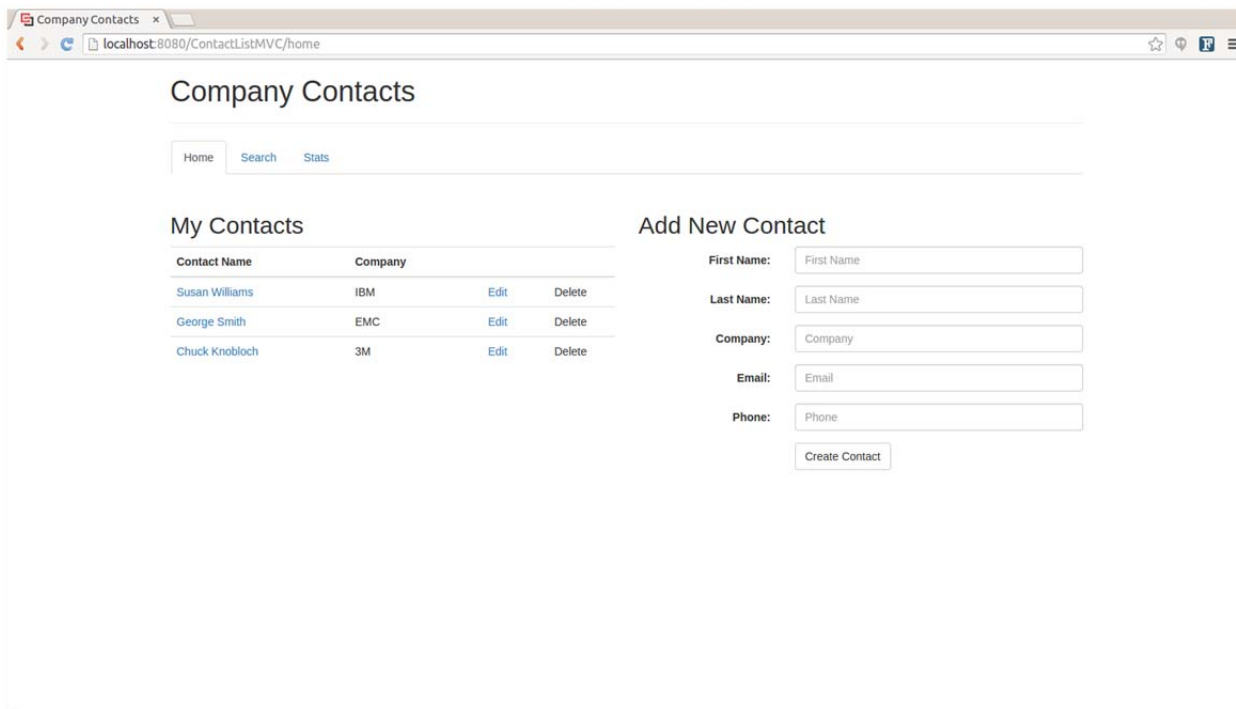 Company Contacts
localhost:8080/ContactListMVC/home
Company Contacts
Home Search Stats
My Contacts
Contact Name Company
Susan Williams IBM Edit Delete
George Smith EMC Edit Delete
Chuck Knobloch 3M Edit Delete
Add New Contact
First Name: First Name
Last Name: Last Name
Company: Company
Email: Email
Phone: Phone
Create Contact